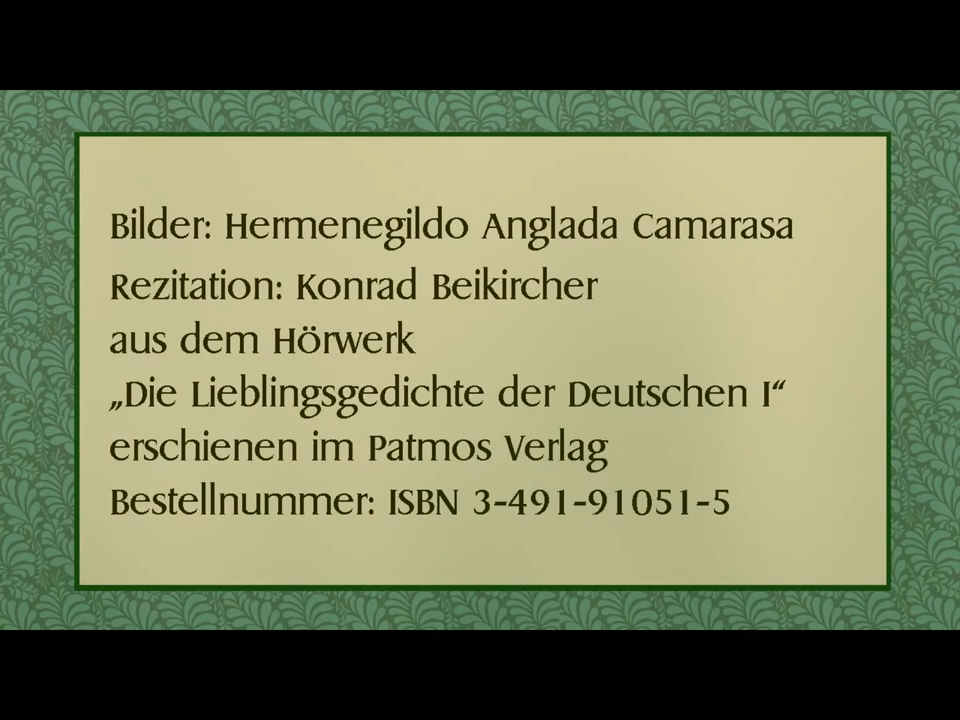 Bilder: Hermenegildo Anglada Camarasa
Rezitation: Konrad Beikircher
aus dem Hörwerk
„Die Lieblingsgedichte der Deutschen I“
erschienen im Patmos Verlag
Bestellnummer: ISBN 3-491-91051-5